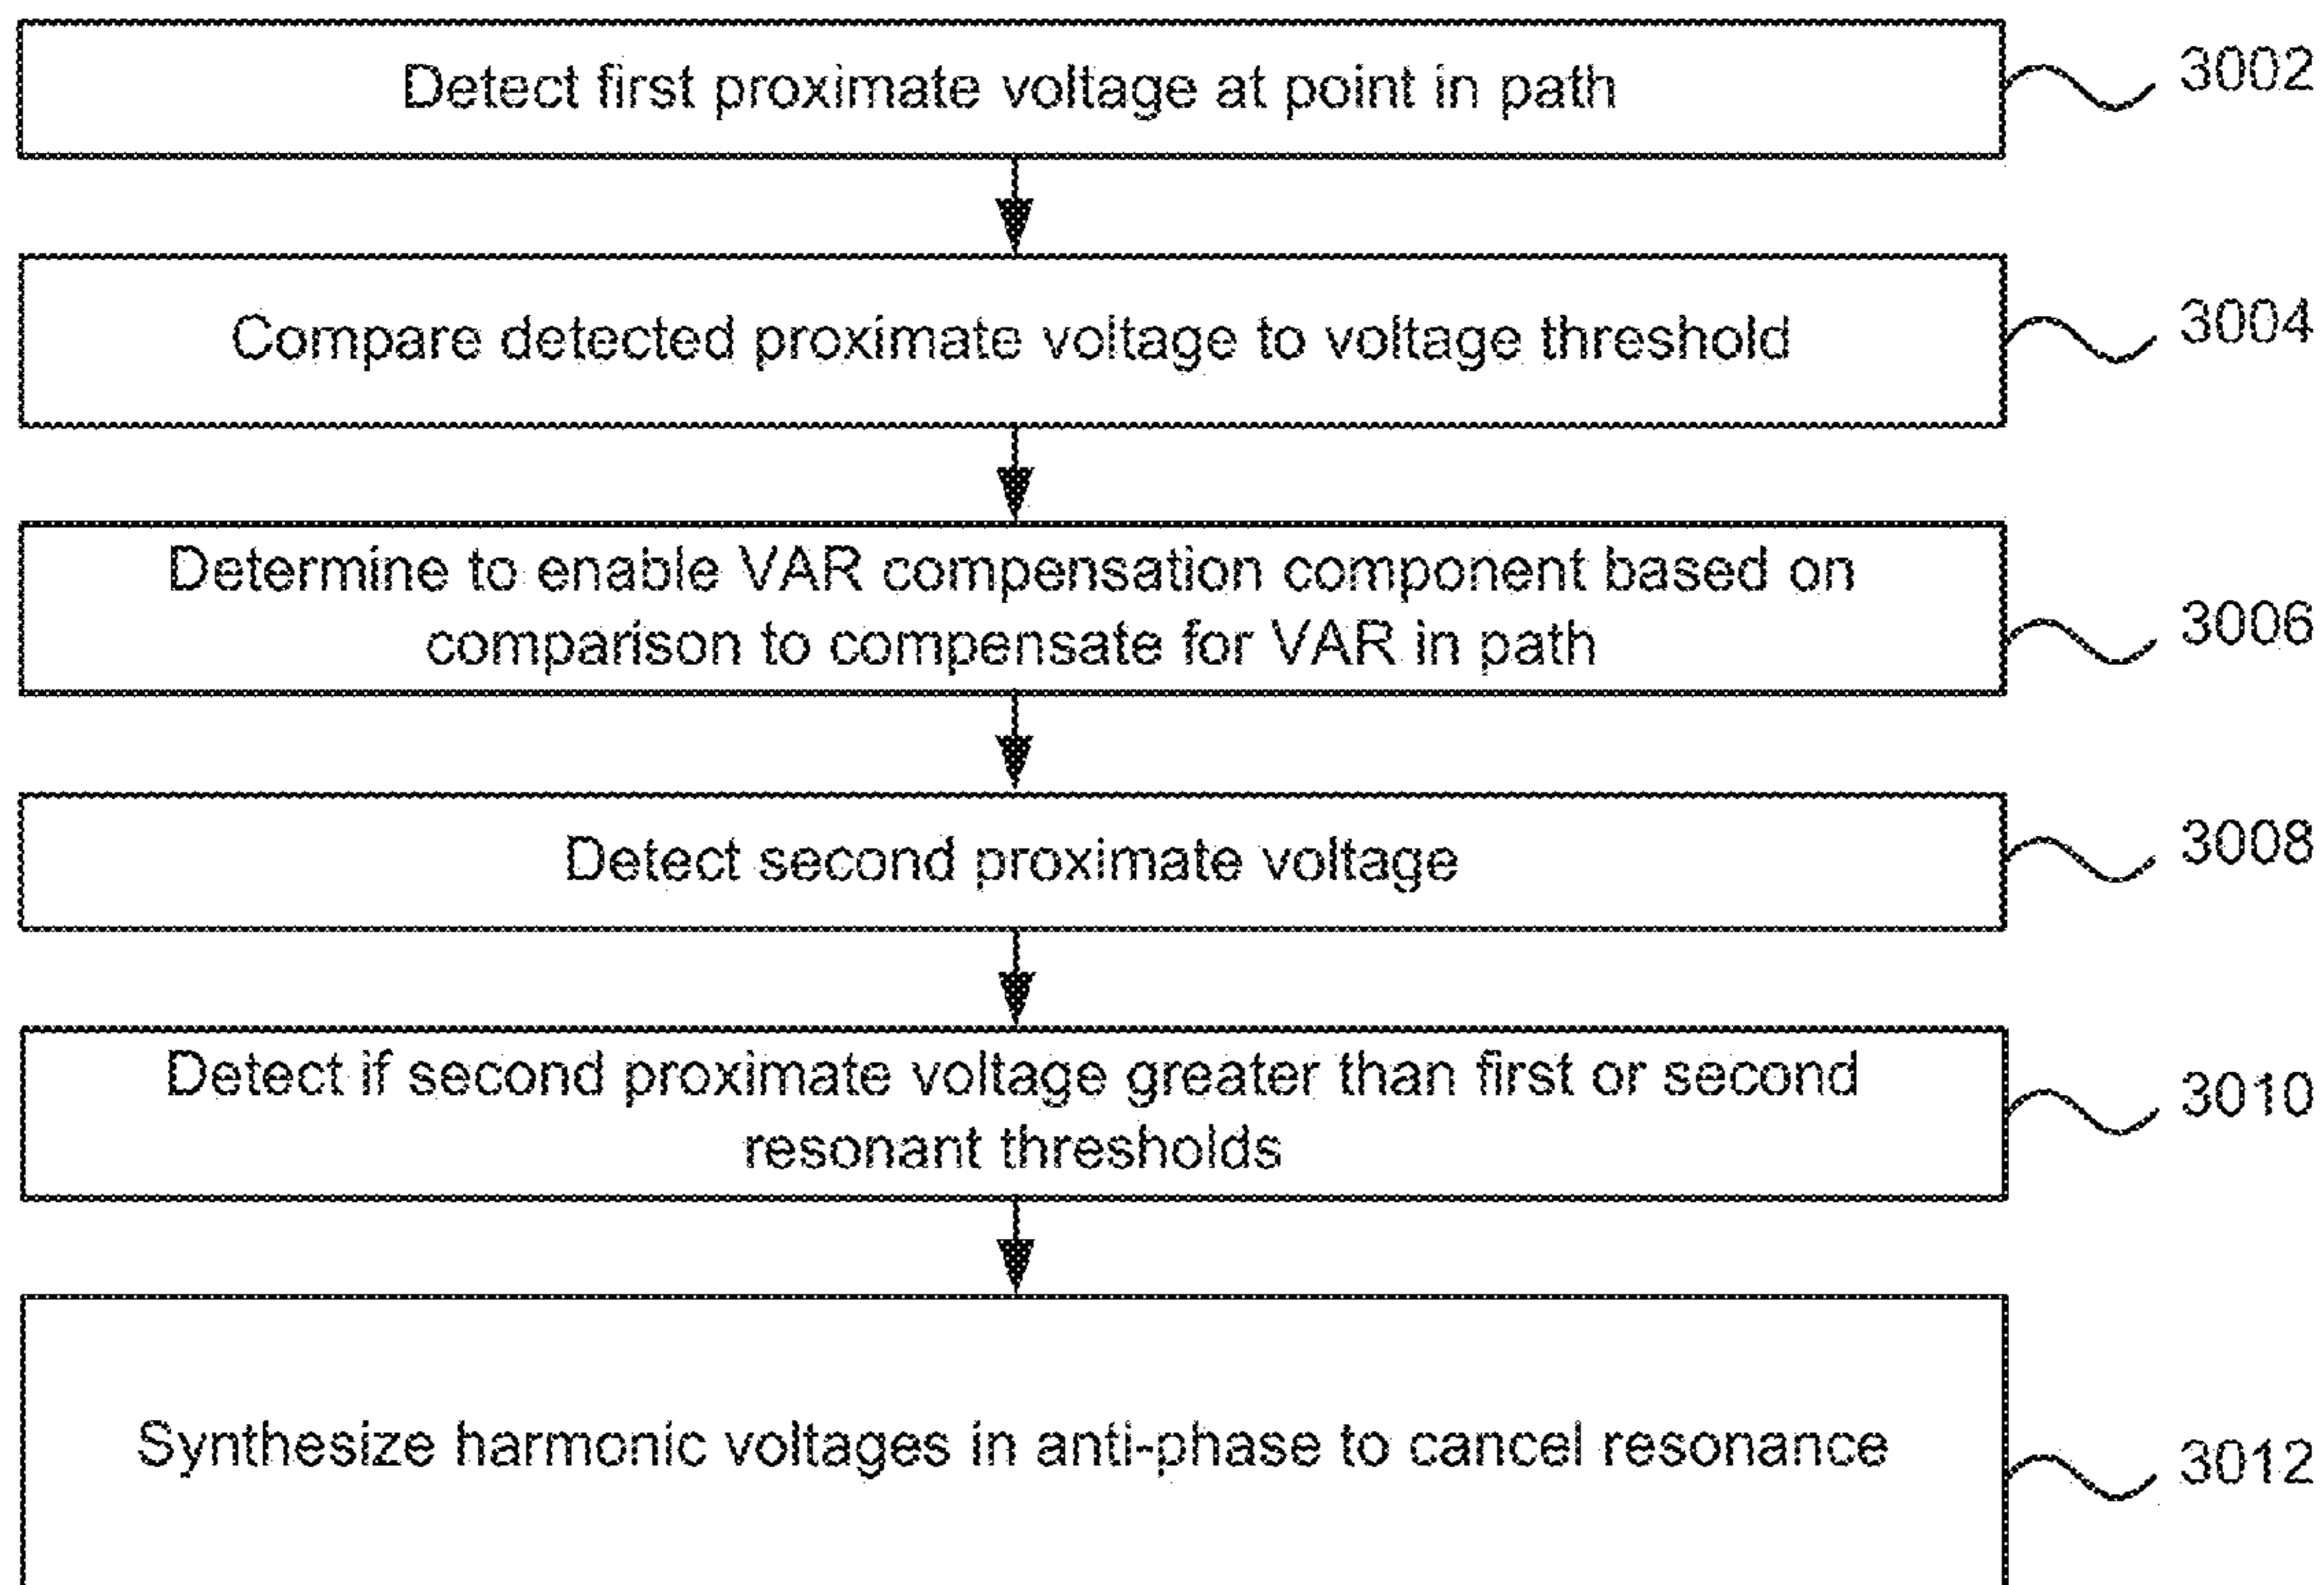 Detect first proximate voltage at point in path
3002
Compare detected proximate voltage to voltage threshold
3004
Determine to enable VAR compensation component based on
comparison to compensate for VAR in path
3006
Detect second proximate voltage
3008
Detect if second proximate voltage greater than first or second
resonant thresholds
3010
Synthesize harmonic voltages in anti-phase to cancel resonance
3012